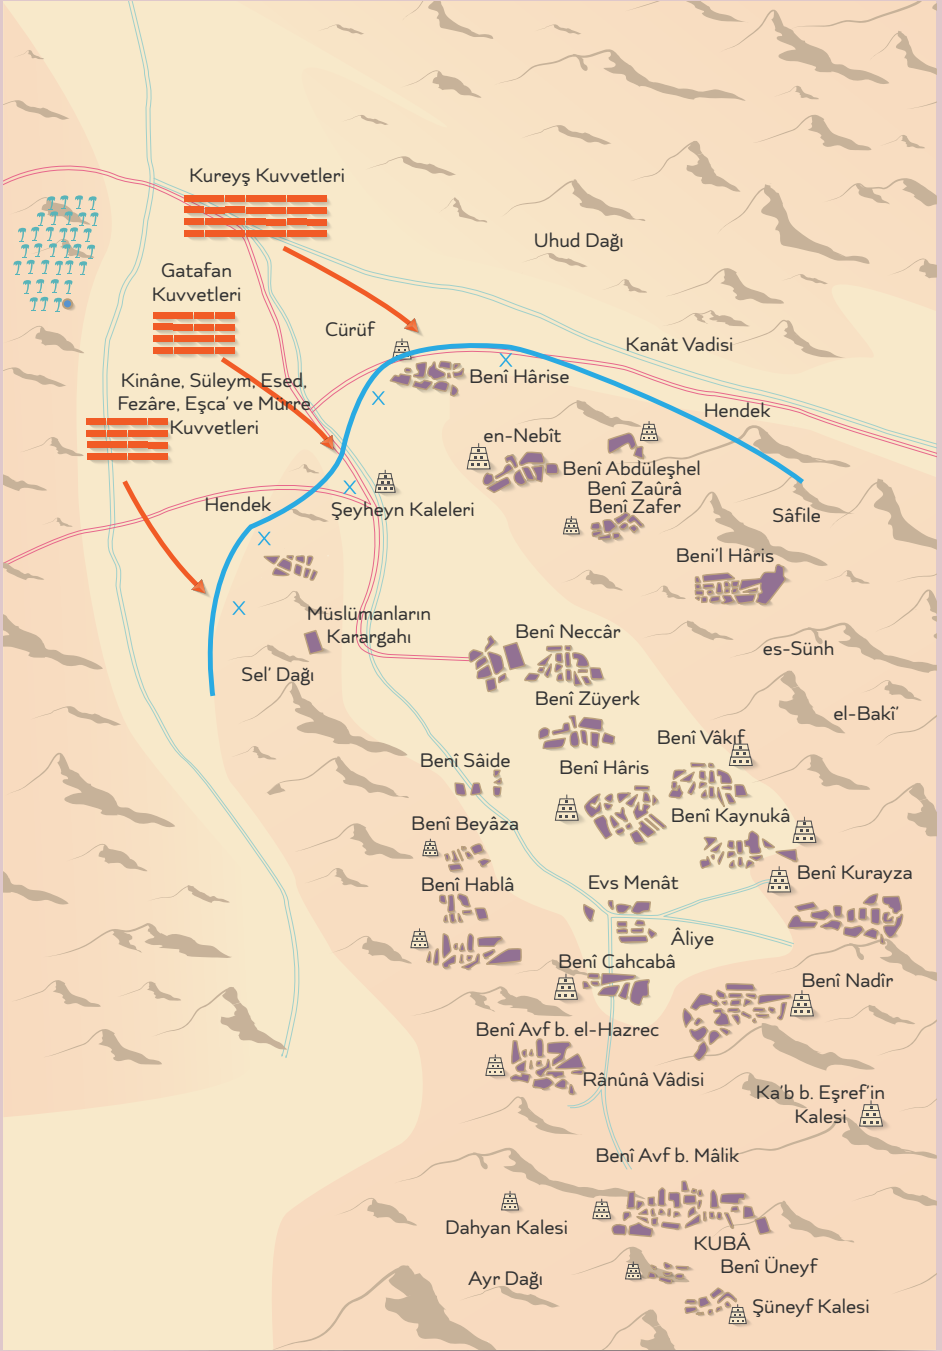 Kureyş Kuvvetleri
Uhud Dağı
Gatafan
Kuvvetleri
Cürüf
Kanât Vadisi
Benî Hârise
Kinâne, Süleym, Esed,
Fezâre, Eşca' ve Mürre
Kuvvetleri
Hendek
en-Nebît
Benî Abdüleşhel
Benî Zaûrâ
Benî Zafer
Hendek
Şeyheyn Kaleleri
Sâfile
Beni'l Hâris
Müslümanların
Karargahı
Benî Neccâr
es-Sünh
Sel' Dağı
Benî Züyerk
el-Bakî'
Benî Vâkıf
Benî Sâide
Benî Hâris
Benî Beyâza
Benî Kaynukâ
Benî Kurayza
Benî Hablâ
Evs Menât
Âliye
Benî Cahcabâ
Benî Nadîr
Benî Avf b. el-Hazrec
Rânûnâ Vâdisi
Ka'b b. Eşref'in
Kalesi
Benî Avf b. Mâlik
Dahyan Kalesi
KUBÂ
Benî Üneyf
Ayr Dağı
Şüneyf Kalesi